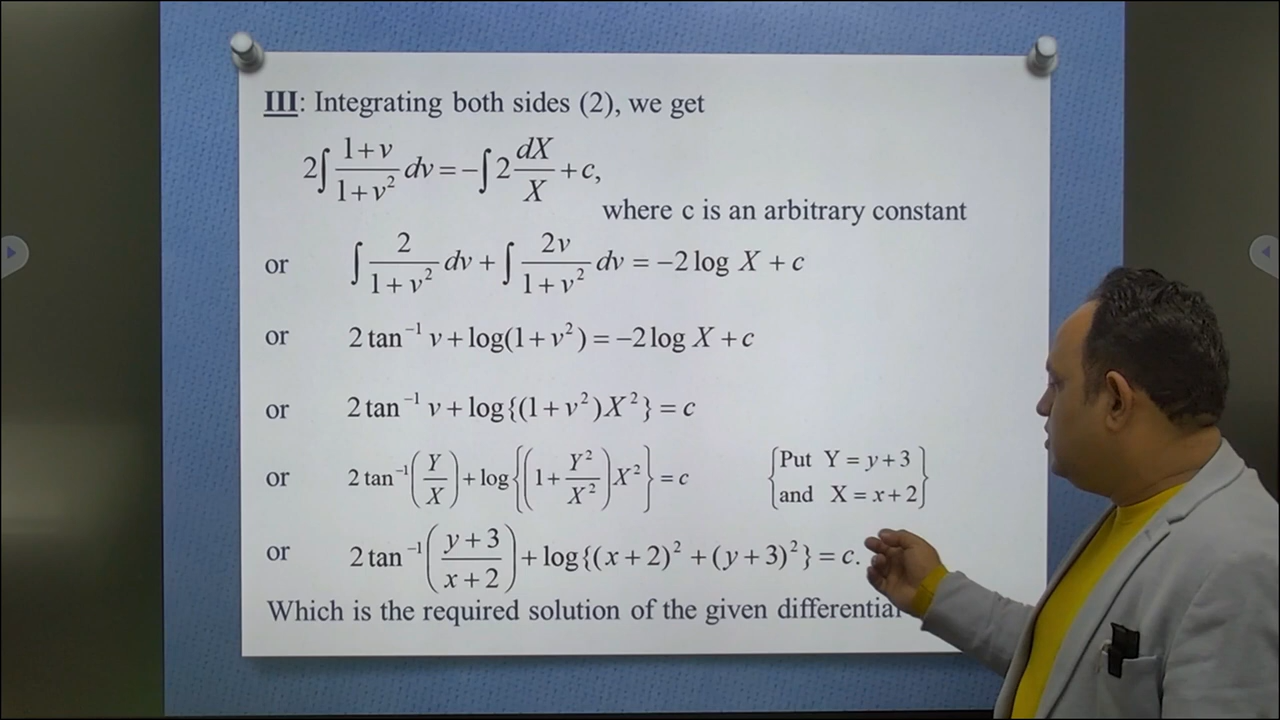 III: Integrating both sides (2), we get
2∫ (1+v)/(1+v²) dv = −∫ 2 dX/X + c,
where c is an arbitrary constant
or ∫ 2/(1+v²) dv + ∫ 2v/(1+v²) dv = −2 log X + c
or 2 tan⁻¹ v + log(1+v²) = −2 log X + c
or 2 tan⁻¹ v + log{(1+v²)X²} = c
or 2 tan⁻¹(Y/X) + log{(1+Y²/X²)X²} = c {Put Y = y+3
and X = x+2}
or 2 tan⁻¹((y+3)/(x+2)) + log{(x+2)² + (y+3)²} = c.
Which is the required solution of the given differential